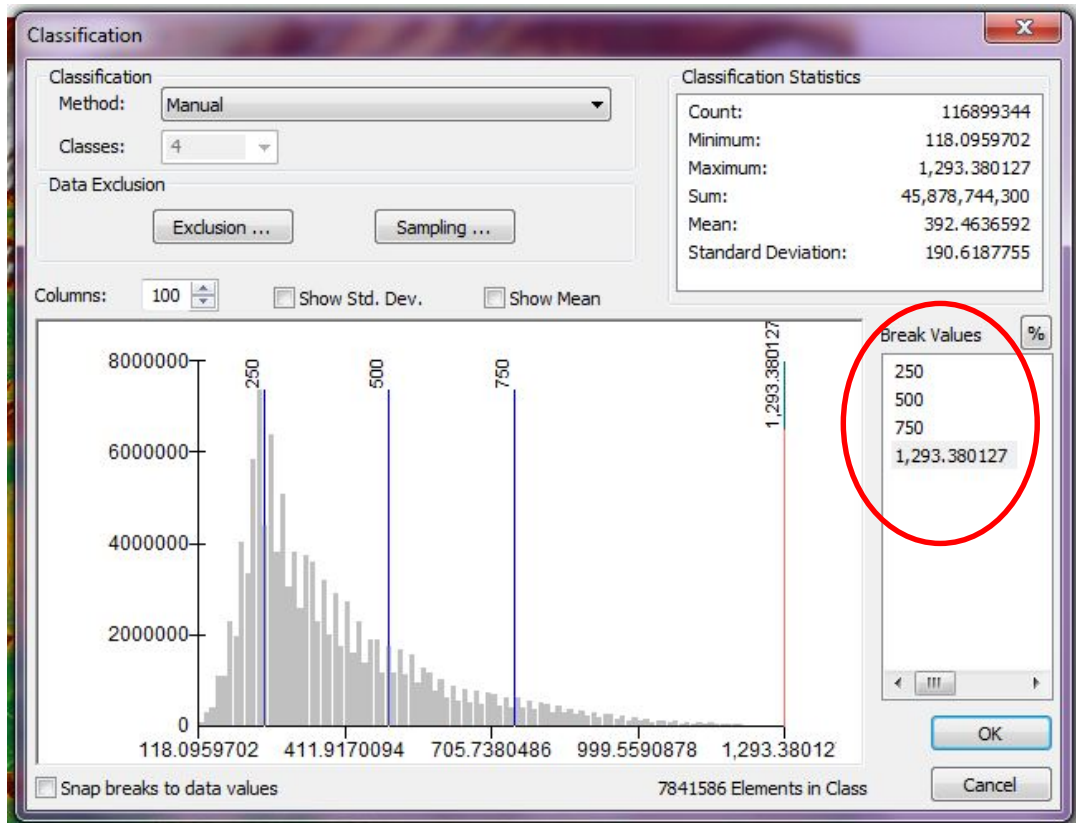 Classification
Classification
Method: Manual
Classes: 4
Data Exclusion
Exclusion ...
Sampling ...
Classification Statistics
Count: 116899344
Minimum: 118.0959702
Maximum: 1,293.380127
Sum: 45,878,744,300
Mean: 392.4636592
Standard Deviation: 190.6187755
Columns: 100 Show Std. Dev. Show Mean
Break Values %
250
500
750
1,293.380127
250
500
750
1,293.380127
8000000
6000000
4000000
2000000
0
118.0959702 411.9170094 705.7380486 999.5590878 1,293.38012
Snap breaks to data values
7841586 Elements in Class
OK
Cancel